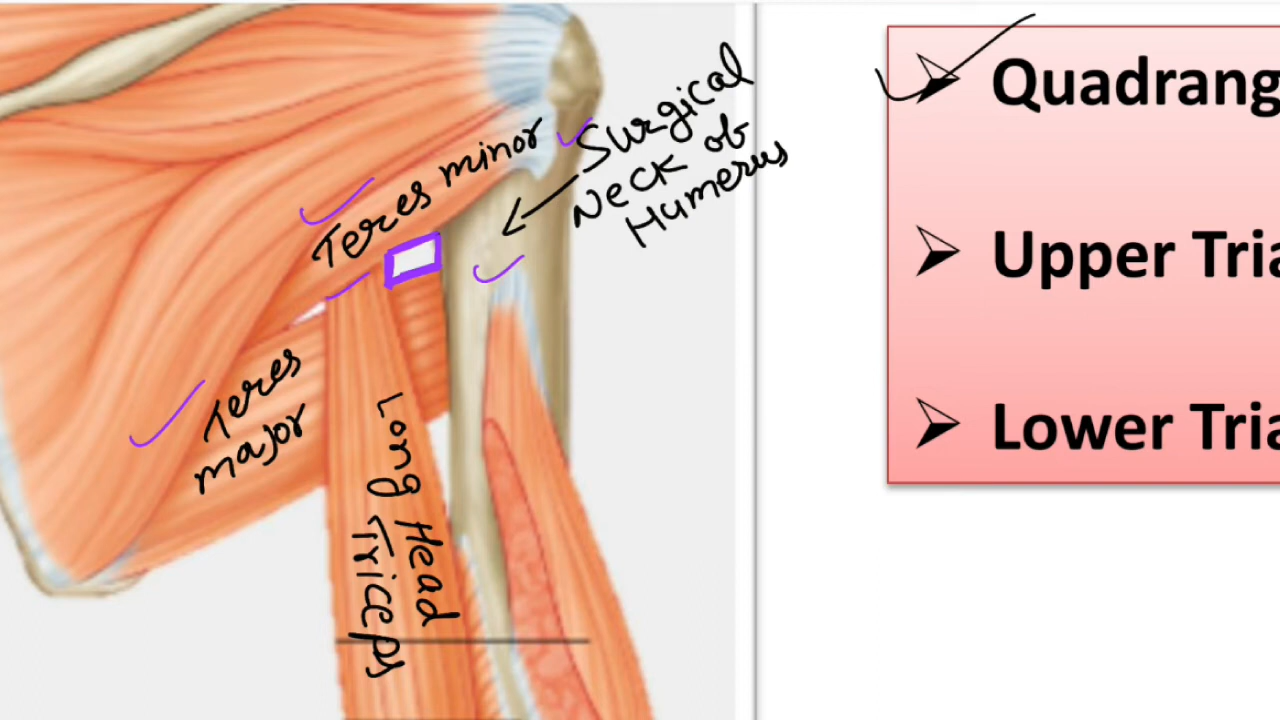 Surgical
Neck of
Humerus
Teres minor
Teres
major
Long Head
Triceps
Quadrang
Upper Tria
Lower Tria